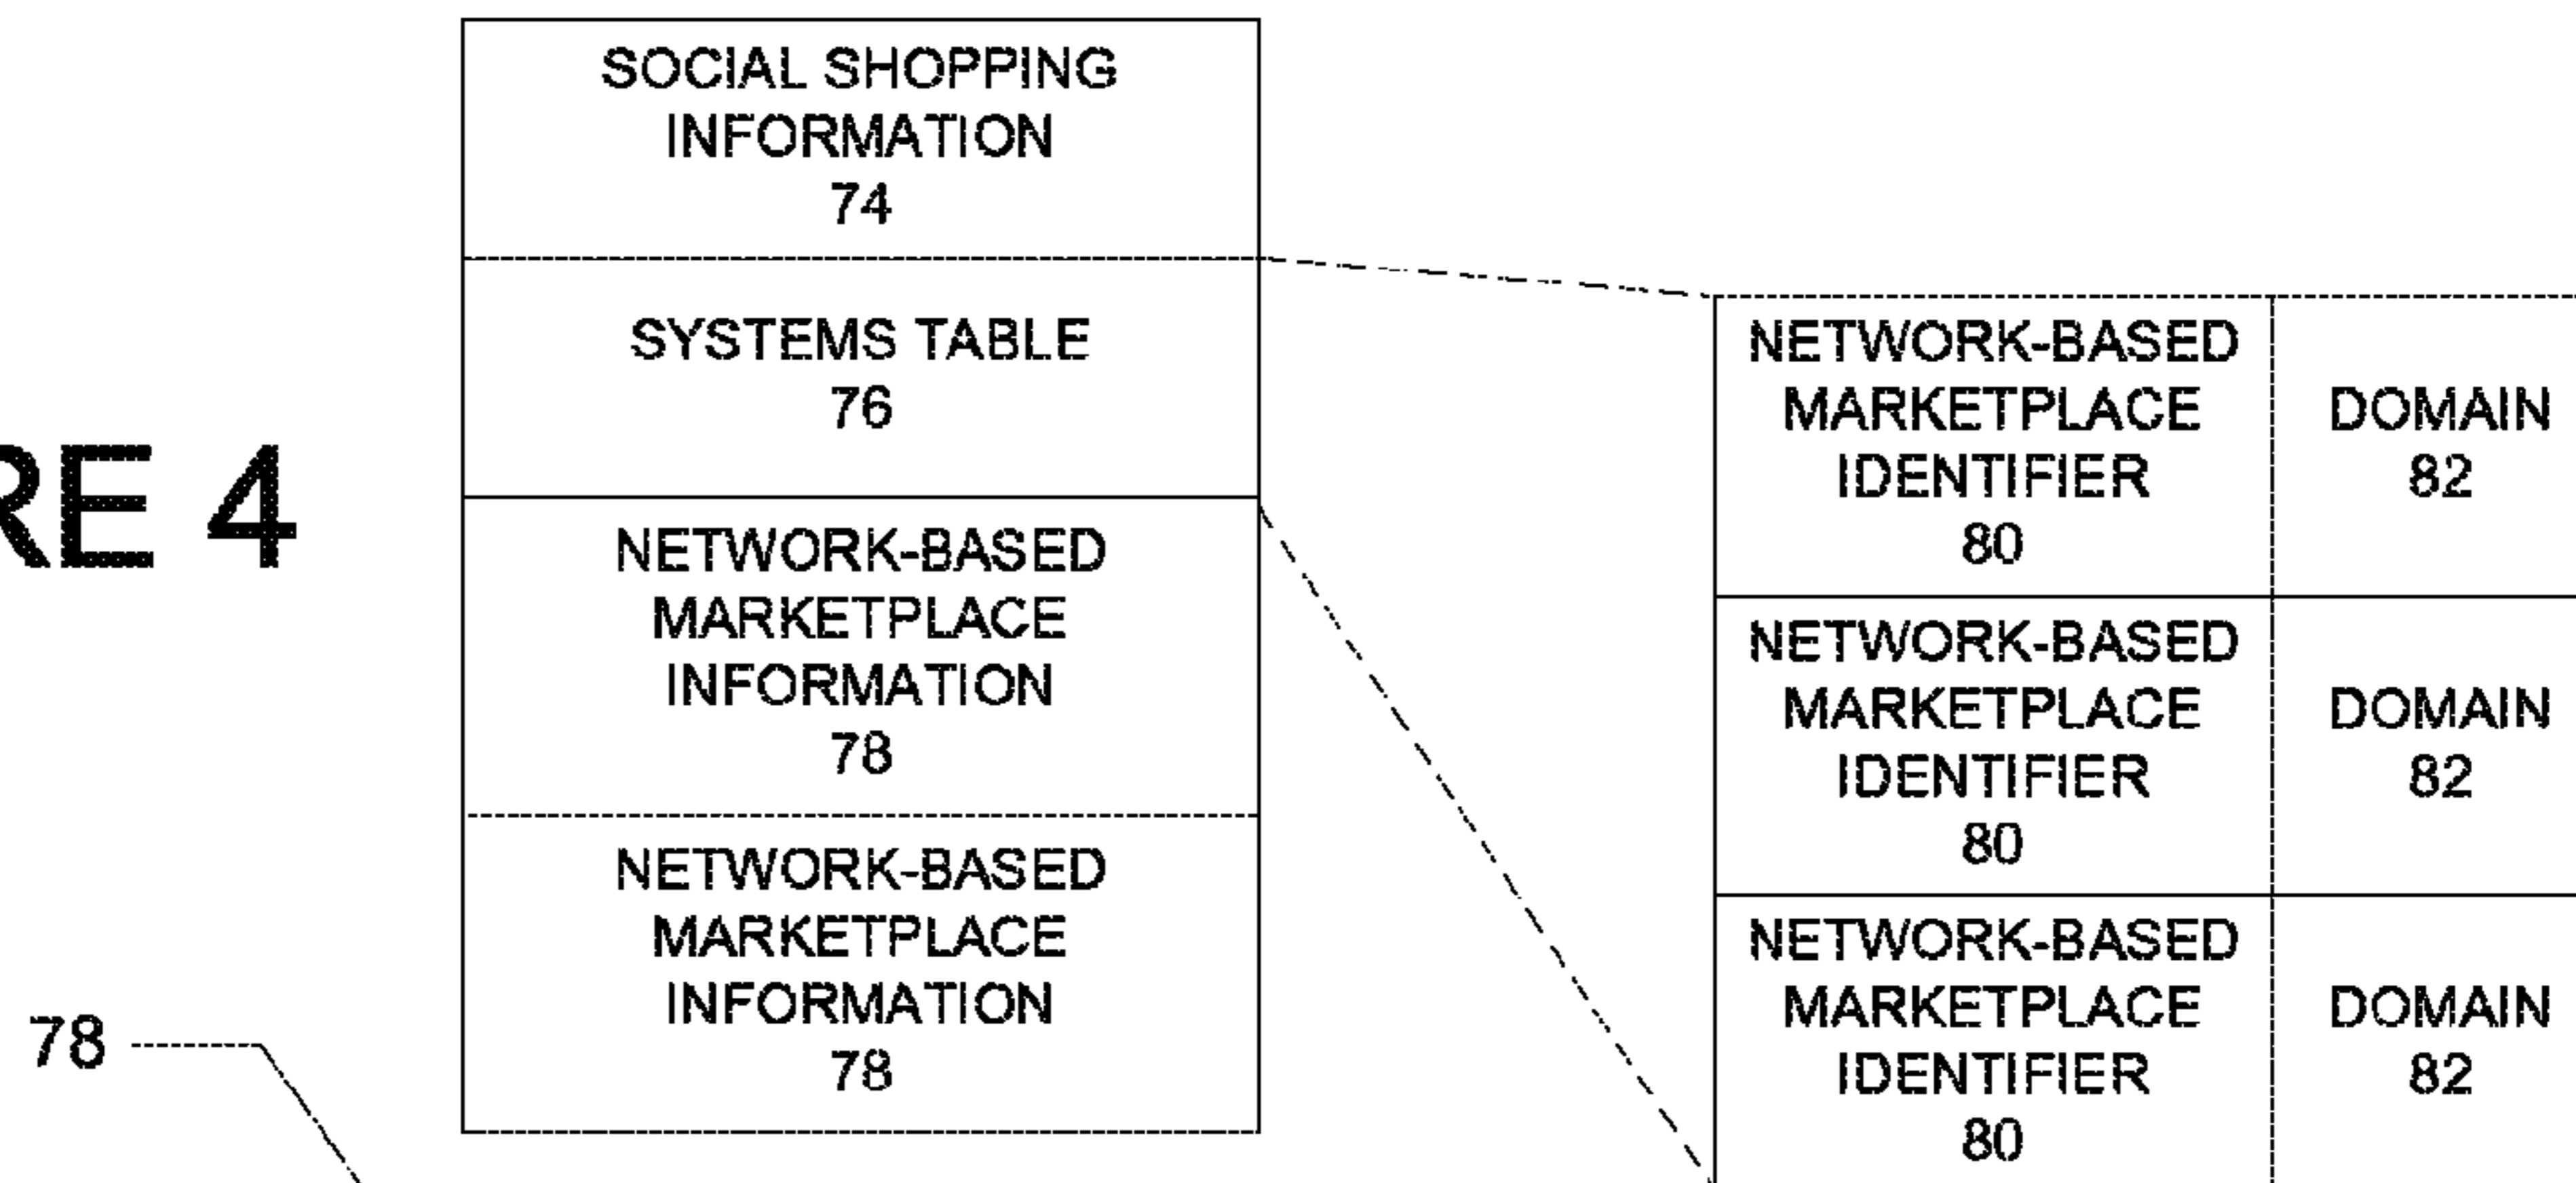 SOCIAL SHOPPING
INFORMATION
74
SYSTEMS TABLE
76
NETWORK-BASED
MARKETPLACE
INFORMATION
78
NETWORK-BASED
MARKETPLACE
INFORMATION
78
RE 4
78
NETWORK-BASED
MARKETPLACE
IDENTIFIER
80
DOMAIN
82
NETWORK-BASED
MARKETPLACE
IDENTIFIER
80
DOMAIN
82
NETWORK-BASED
MARKETPLACE
IDENTIFIER
80
DOMAIN
82